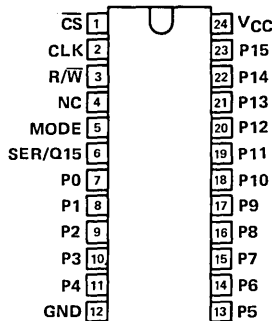 C̅S̅ 1 24 VCC
CLK 2 23 P15
R/W̅ 3 22 P14
NC 4 21 P13
MODE 5 20 P12
SER/Q15 6 19 P11
P0 7 18 P10
P1 8 17 P9
P2 9 16 P8
P3 10 15 P7
P4 11 14 P6
GND 12 13 P5